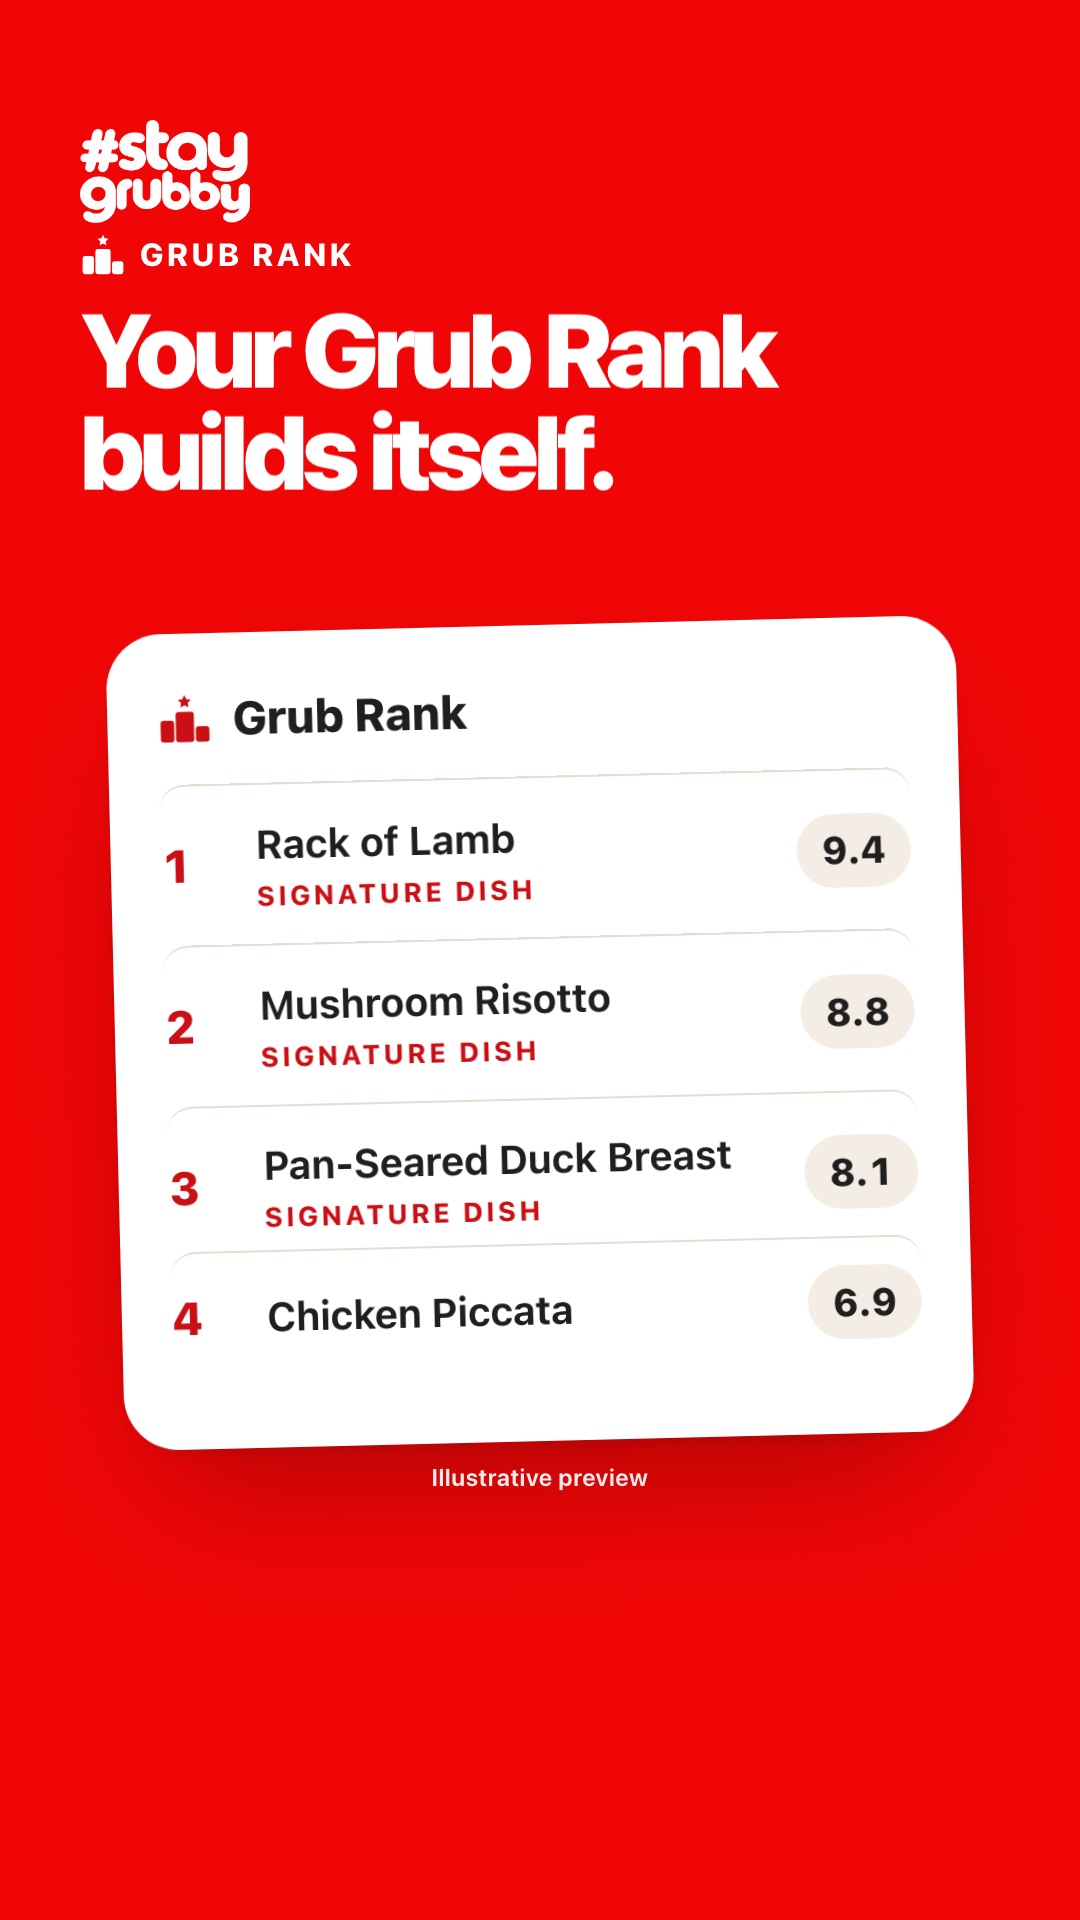 #stay
grubby
GRUB RANK
Your Grub Rank
builds itself.
Grub Rank
1 Rack of Lamb 9.4
SIGNATURE DISH
2 Mushroom Risotto 8.8
SIGNATURE DISH
3 Pan-Seared Duck Breast 8.1
SIGNATURE DISH
4 Chicken Piccata 6.9
Illustrative preview